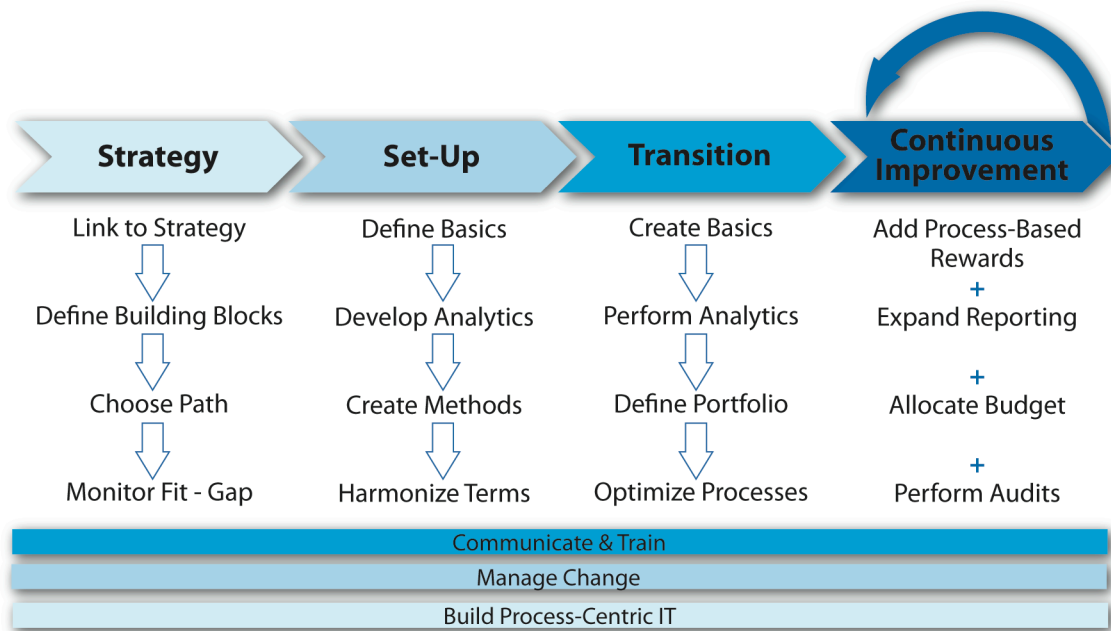 Strategy
Set-Up
Transition
Continuous
Improvement
Link to Strategy
Define Building Blocks
Choose Path
Monitor Fit - Gap
Define Basics
Develop Analytics
Create Methods
Harmonize Terms
Create Basics
Perform Analytics
Define Portfolio
Optimize Processes
Add Process-Based
Rewards
+
Expand Reporting
+
Allocate Budget
+
Perform Audits
Communicate & Train
Manage Change
Build Process-Centric IT